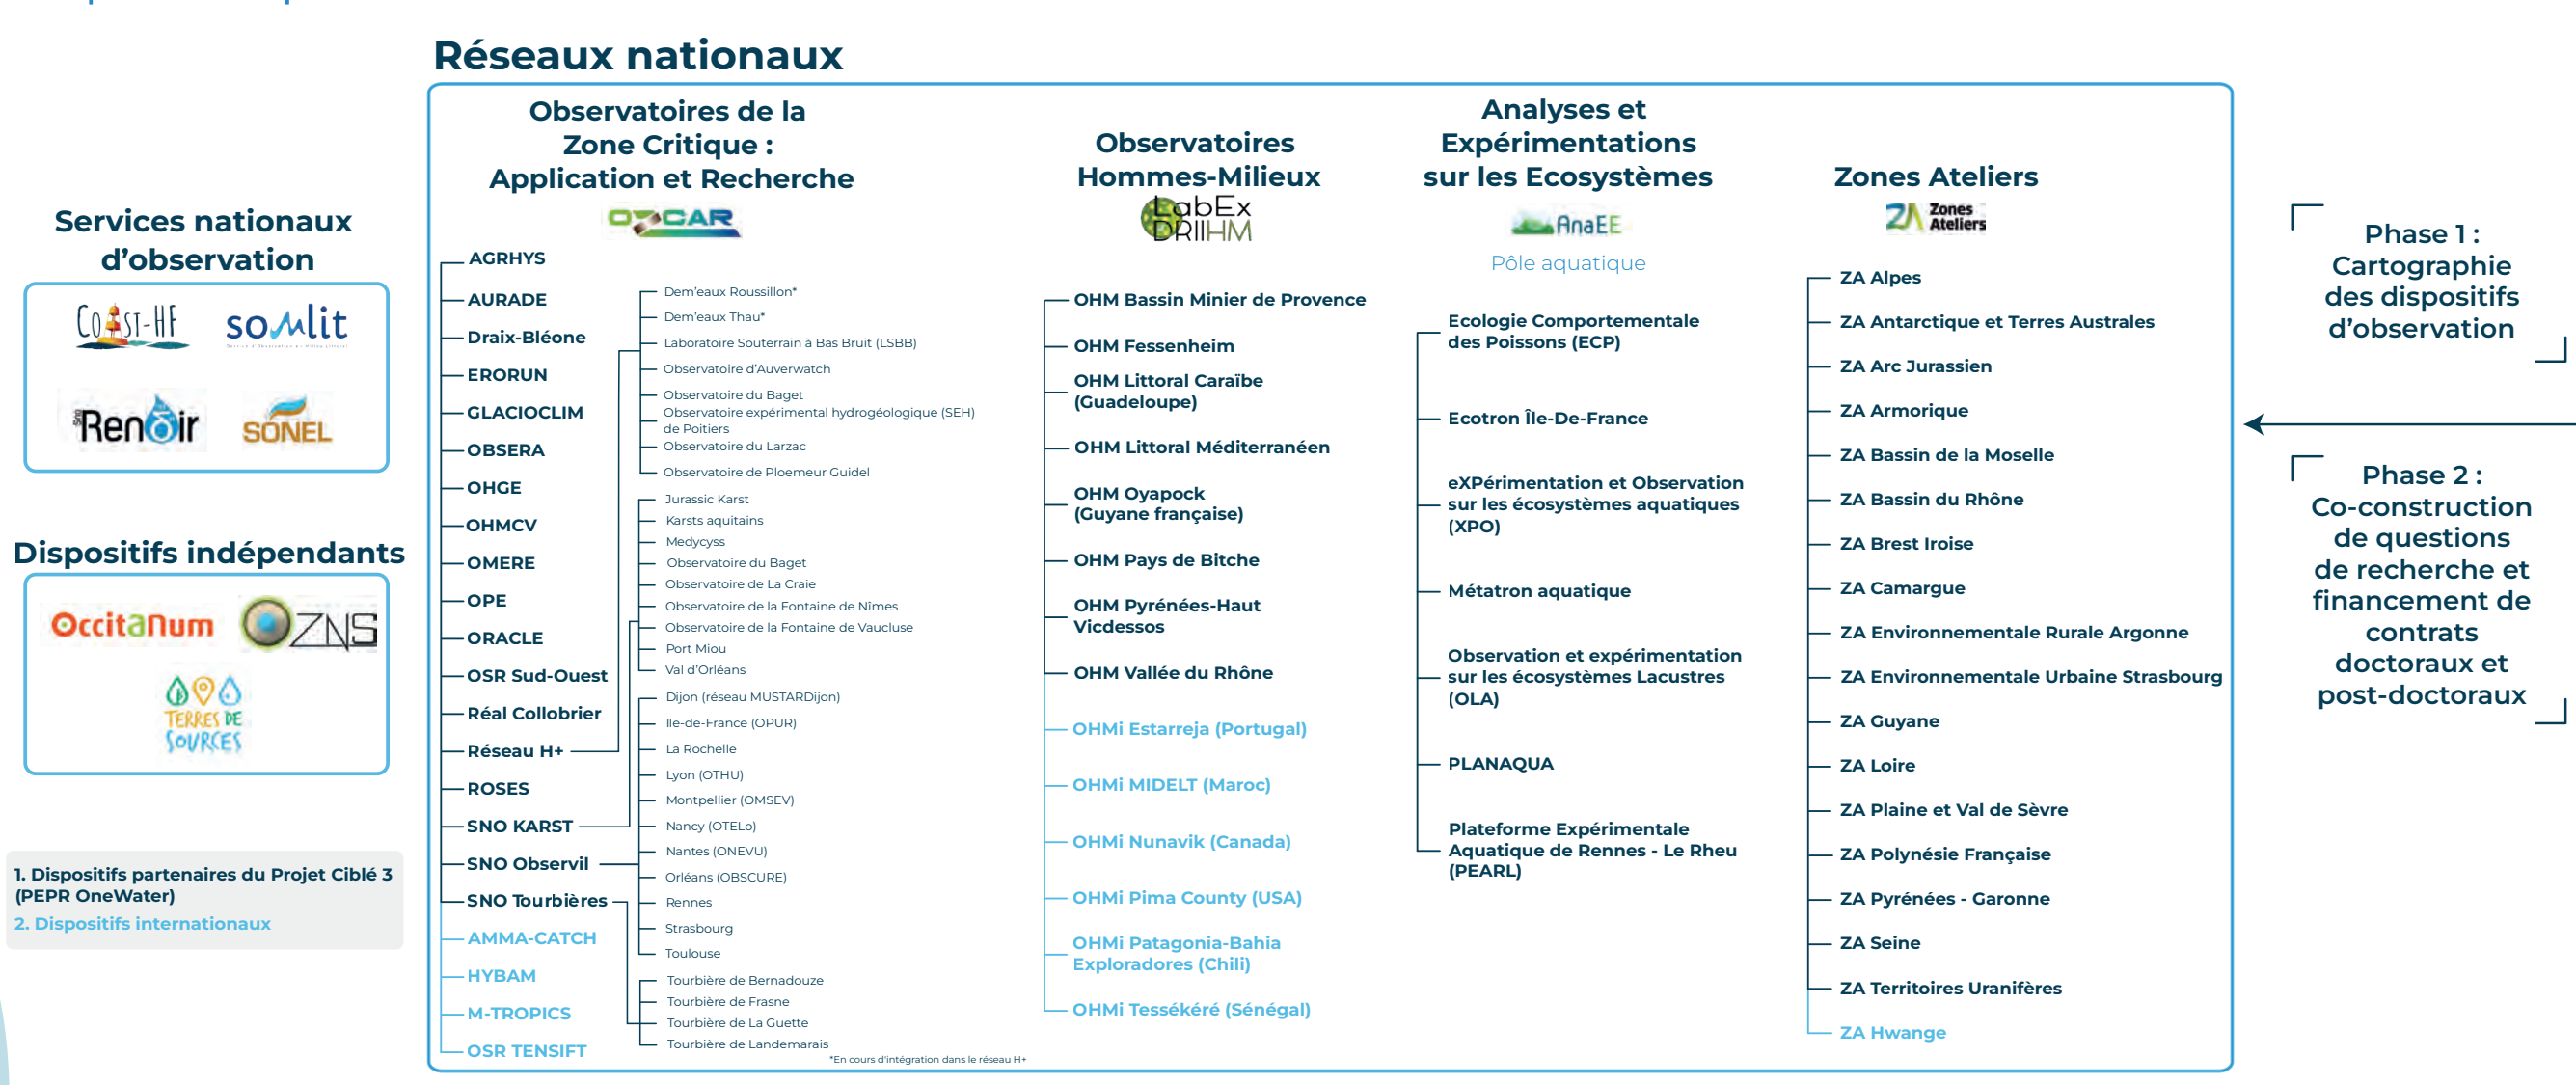 Réseaux nationaux
Services nationaux
d'observation
COAST-HF
somlit
Renoir
SONEL
Dispositifs indépendants
Occitanum
OZNS
TERRES DE
SOURCES
1. Dispositifs partenaires du Projet Ciblé 3
(PEPR OneWater)
2. Dispositifs internationaux
Observatoires de la
Zone Critique :
Application et Recherche
OZCAR
AGRHYS
AURADE
Draix-Bléone
ERORUN
GLACIOCLIM
OBSERA
OHGE
OHMCV
OMERE
OPE
ORACLE
OSR Sud-Ouest
Réal Collobrier
Réseau H+
ROSES
SNO KARST
SNO Observil
SNO Tourbières
AMMA-CATCH
HYBAM
M-TROPICS
OSR TENSIFT
Dem'eaux Roussillon*
Dem'eaux Thau*
Laboratoire Souterrain à Bas Bruit (LSBB)
Observatoire d'Auverwatch
Observatoire du Baget
Observatoire expérimental hydrogéologique (SEH)
de Poitiers
Observatoire du Larzac
Observatoire de Ploemeur Guidel
Jurassic Karst
Karsts aquitains
Medycyss
Observatoire du Baget
Observatoire de La Craie
Observatoire de la Fontaine de Nîmes
Observatoire de la Fontaine de Vaucluse
Port Miou
Val d'Orléans
Dijon (réseau MUSTARDijon)
Ile-de-France (OPUR)
La Rochelle
Lyon (OTHU)
Montpellier (OMSEV)
Nancy (OTELo)
Nantes (ONEVU)
Orléans (OBSCURE)
Rennes
Strasbourg
Toulouse
Tourbière de Bernadouze
Tourbière de Frasne
Tourbière de La Guette
Tourbière de Landemarais
*En cours d'intégration dans le réseau H+
Observatoires
Hommes-Milieux
LabEx
DRIIHM
OHM Bassin Minier de Provence
OHM Fessenheim
OHM Littoral Caraïbe
(Guadeloupe)
OHM Littoral Méditerranéen
OHM Oyapock
(Guyane française)
OHM Pays de Bitche
OHM Pyrénées-Haut
Vicdessos
OHM Vallée du Rhône
OHMi Estarreja (Portugal)
OHMi MIDELT (Maroc)
OHMi Nunavik (Canada)
OHMi Pima County (USA)
OHMi Patagonia-Bahia
Exploradores (Chili)
OHMi Tessékéré (Sénégal)
Analyses et
Expérimentations
sur les Ecosystèmes
AnaEE
Pôle aquatique
Ecologie Comportementale
des Poissons (ECP)
Ecotron Île-De-France
eXPérimentation et Observation
sur les écosystèmes aquatiques
(XPO)
Métatron aquatique
Observation et expérimentation
sur les écosystèmes Lacustres
(OLA)
PLANAQUA
Plateforme Expérimentale
Aquatique de Rennes - Le Rheu
(PEARL)
Zones Ateliers
ZA Zones
Ateliers
ZA Alpes
ZA Antarctique et Terres Australes
ZA Arc Jurassien
ZA Armorique
ZA Bassin de la Moselle
ZA Bassin du Rhône
ZA Brest Iroise
ZA Camargue
ZA Environnementale Rurale Argonne
ZA Environnementale Urbaine Strasbourg
ZA Guyane
ZA Loire
ZA Plaine et Val de Sèvre
ZA Polynésie Française
ZA Pyrénées - Garonne
ZA Seine
ZA Territoires Uranifères
ZA Hwange
Phase 1 :
Cartographie
des dispositifs
d'observation
Phase 2 :
Co-construction
de questions
de recherche et
financement de
contrats
doctoraux et
post-doctoraux